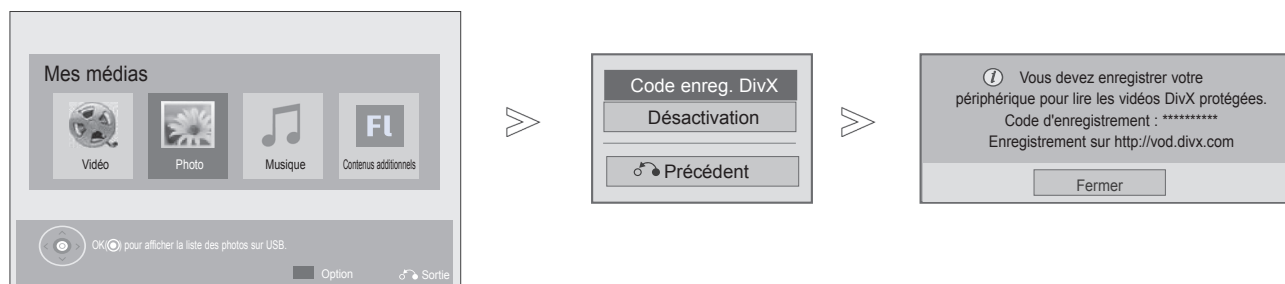 Mes médias
FL
Vidéo
Photo
Musique
Contenus additionnels
OK(◉) pour afficher la liste des photos sur USB.
Option
Sortie
Code enreg. DivX
Désactivation
Précédent
i Vous devez enregistrer votre
périphérique pour lire les vidéos DivX protégées.
Code d'enregistrement : **********
Enregistrement sur http://vod.divx.com
Fermer